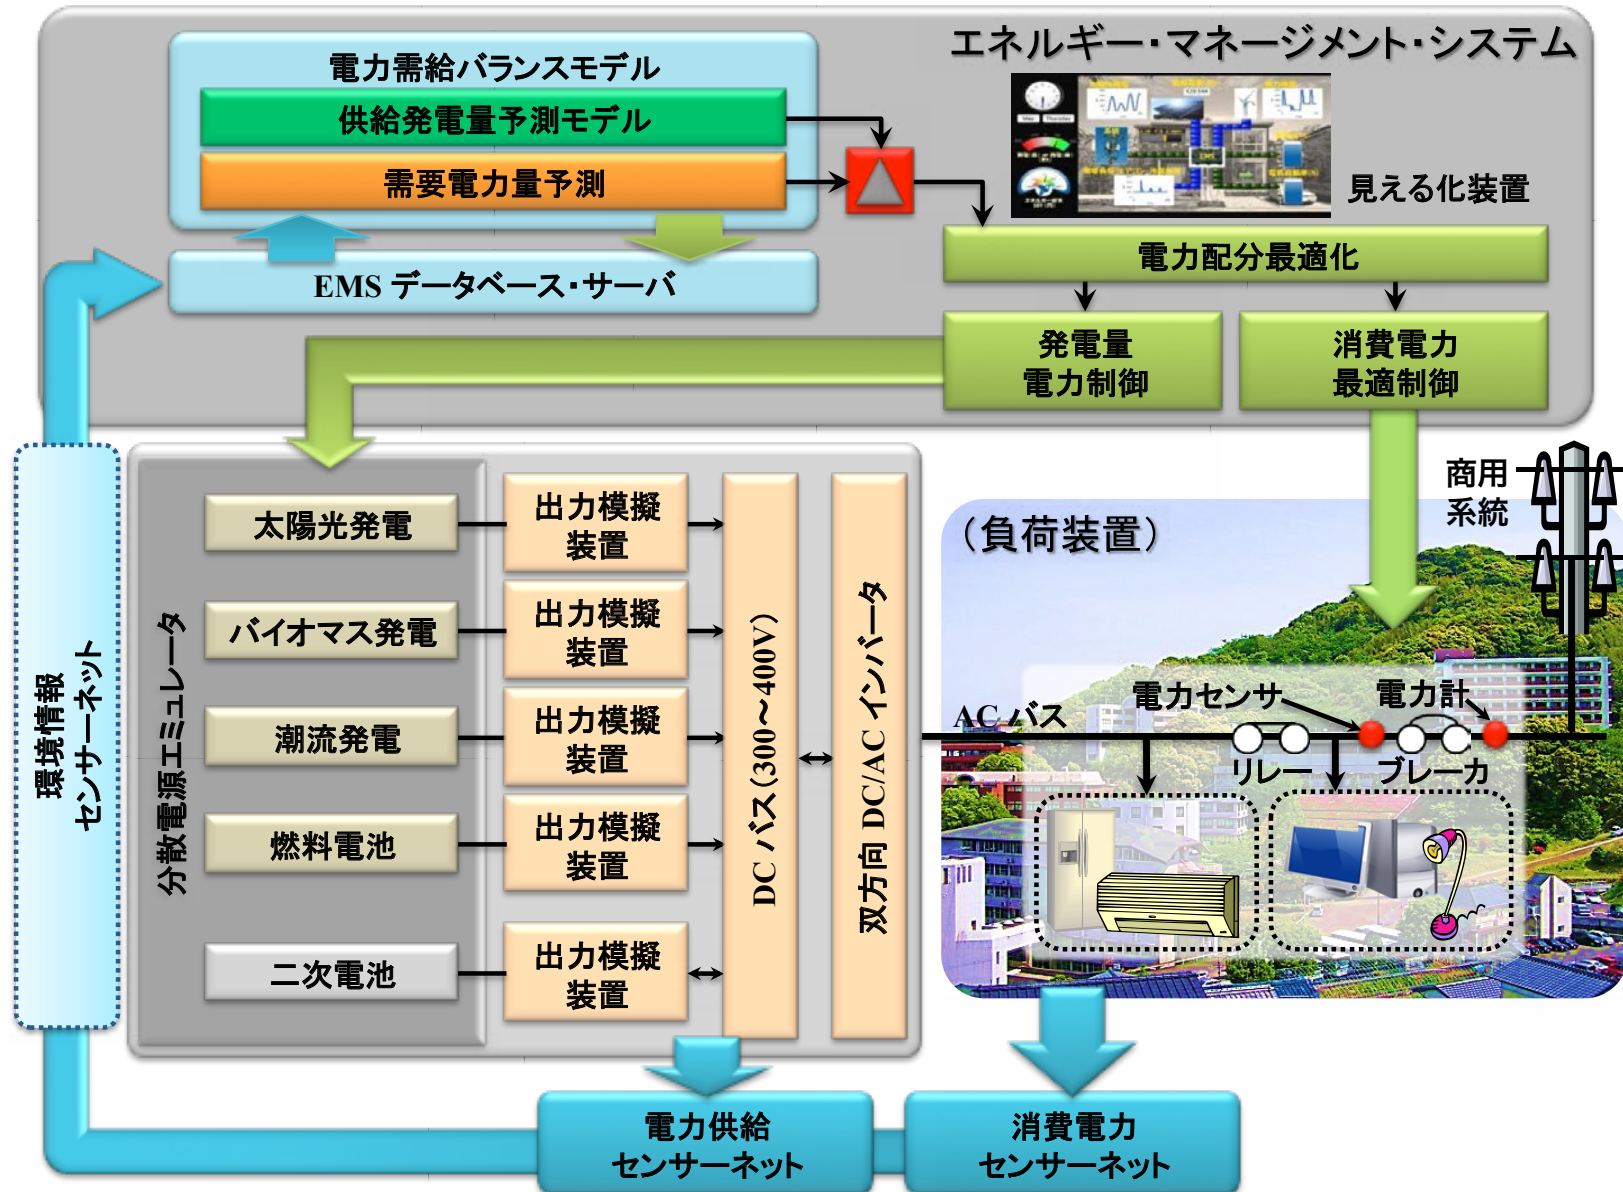 エネルギー・マネージメント・システム
電力需給バランスモデル
供給発電量予測モデル
需要電力量予測
EMS データベース・サーバ
EMS
見える化装置
電力配分最適化
発電量
電力制御
消費電力
最適制御
環境情報
センサーネット
分散電源エミュレータ
太陽光発電
バイオマス発電
潮流発電
燃料電池
二次電池
出力模擬
装置
出力模擬
装置
出力模擬
装置
出力模擬
装置
出力模擬
装置
DC バス(300～400V)
双方向 DC/AC インバータ
(負荷装置)
商用
系統
AC バス
電力センサ
電力計
リレー
ブレーカ
電力供給
センサーネット
消費電力
センサーネット